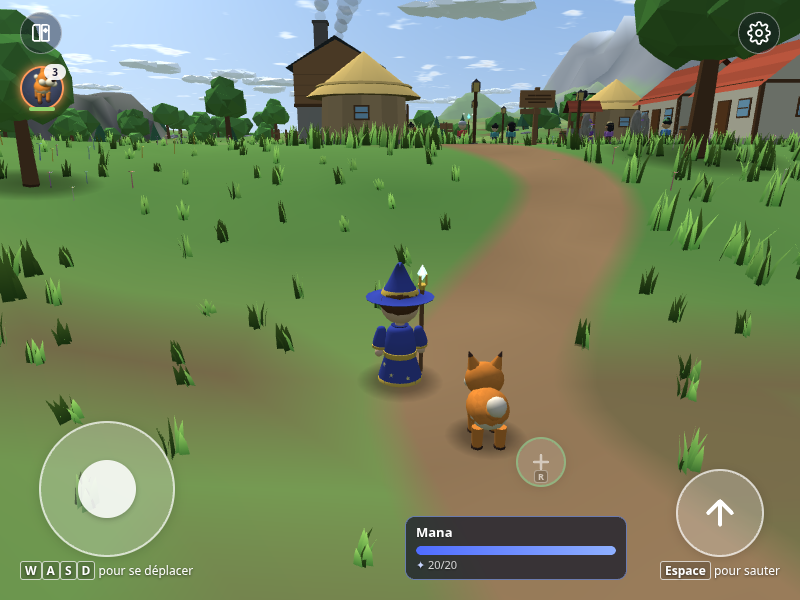 3
R
Mana
✦ 20/20
W A S D pour se déplacer
Espace pour sauter